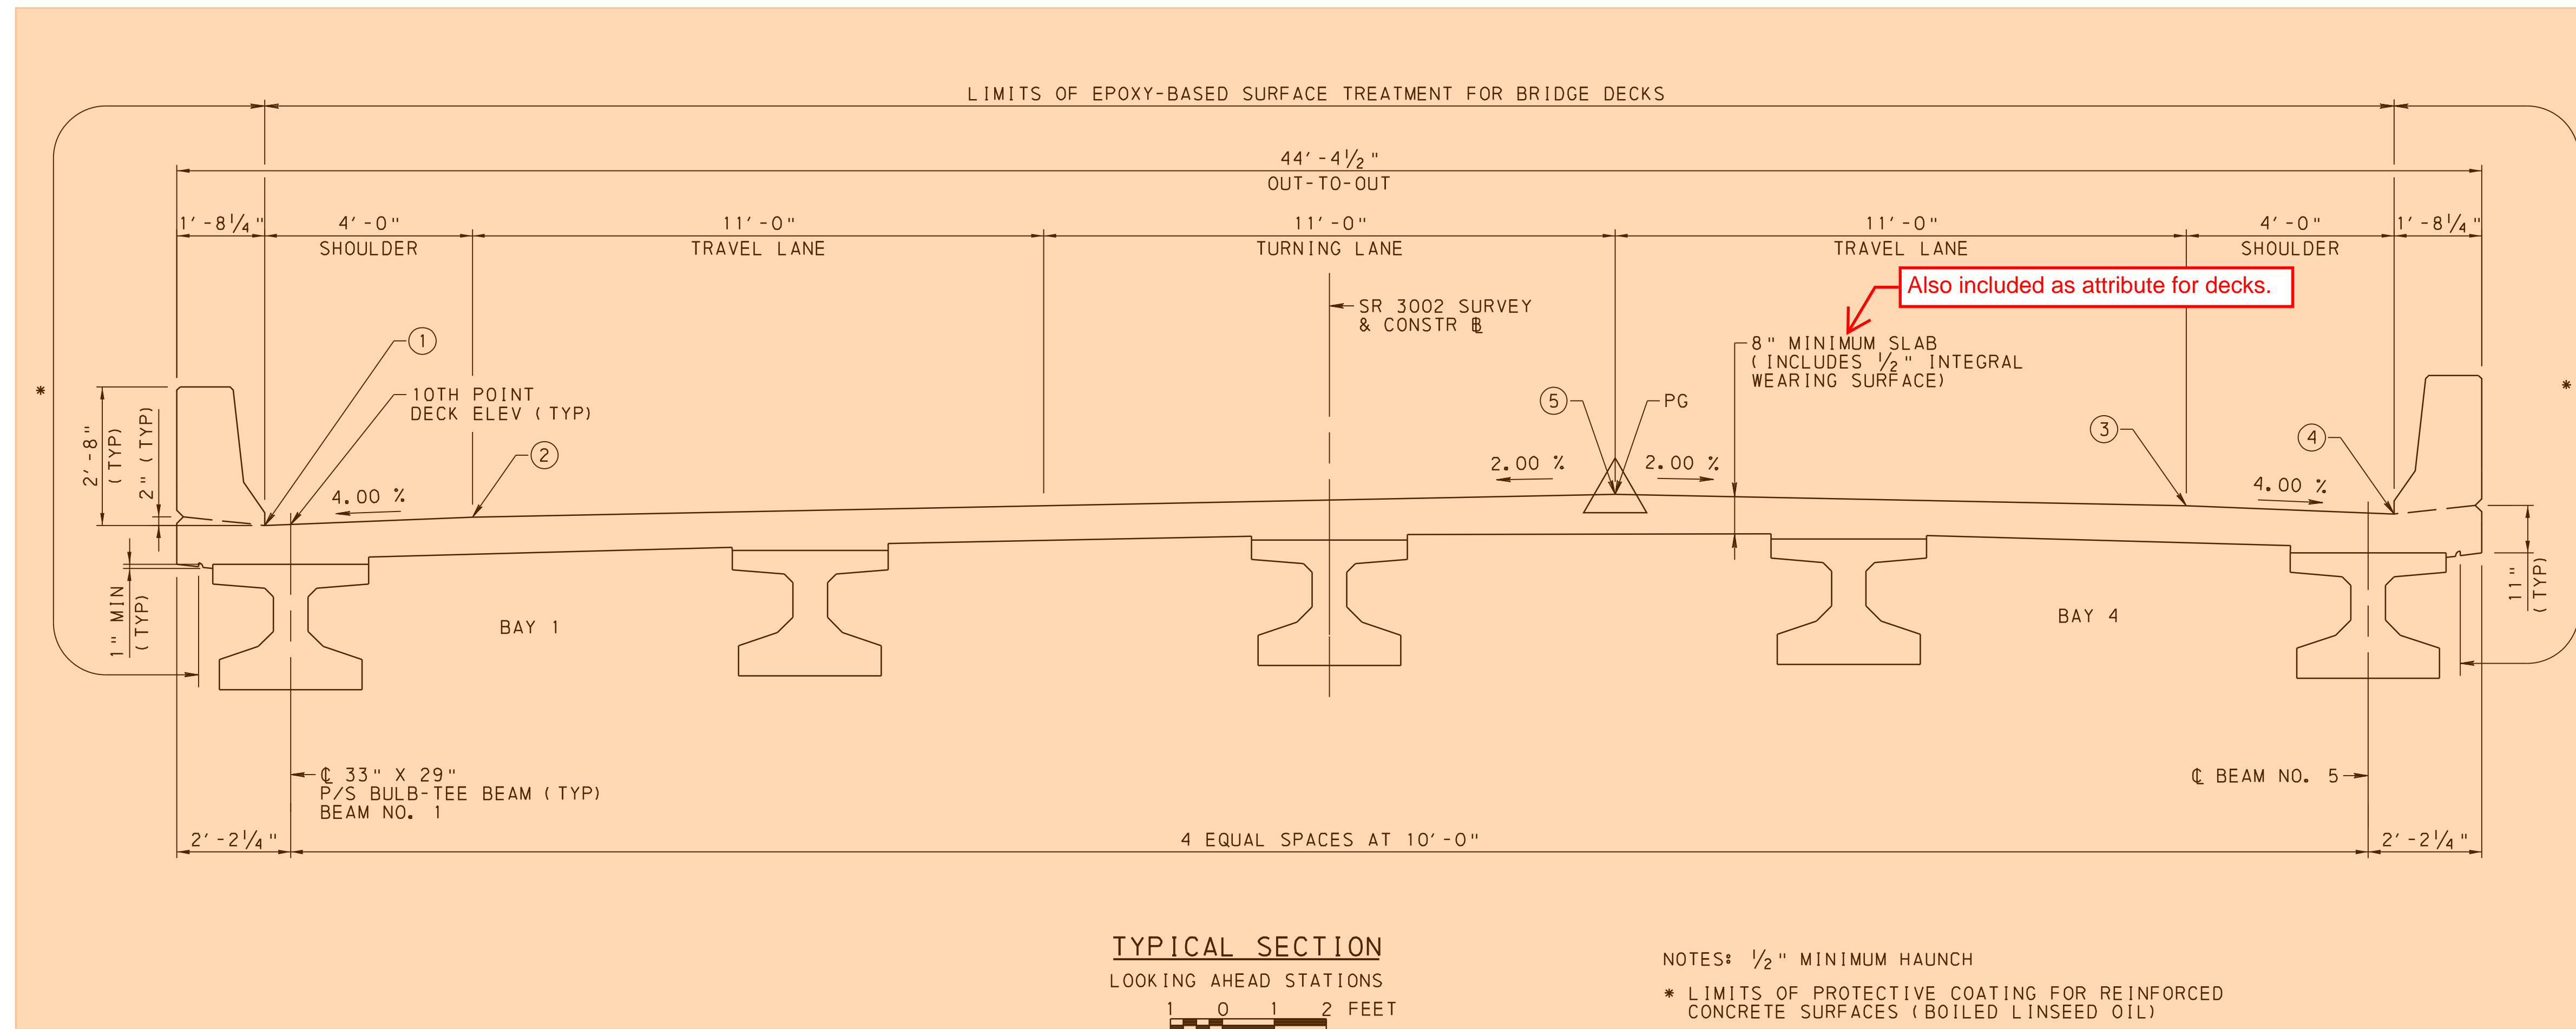 LIMITS OF EPOXY-BASED SURFACE TREATMENT FOR BRIDGE DECKS
44'-4½"
OUT-TO-OUT
1'-8¼"
4'-0"
SHOULDER
11'-0"
TRAVEL LANE
11'-0"
TURNING LANE
11'-0"
TRAVEL LANE
4'-0"
SHOULDER
1'-8¼"
Also included as attribute for decks.
SR 3002 SURVEY
& CONSTR ℄
8" MINIMUM SLAB
(INCLUDES ½" INTEGRAL
WEARING SURFACE)
1
*
*
10TH POINT
DECK ELEV (TYP)
5
PG
3
4
2
2'-8"
(TYP)
2" (TYP)
4.00 %
2.00 %
2.00 %
4.00 %
1" MIN
(TYP)
11"
(TYP)
BAY 1
BAY 4
℄ 33" X 29"
P/S BULB-TEE BEAM (TYP)
BEAM NO. 1
℄ BEAM NO. 5
2'-2¼"
4 EQUAL SPACES AT 10'-0"
2'-2¼"
TYPICAL SECTION
LOOKING AHEAD STATIONS
1 0 1 2 FEET
NOTES: ½" MINIMUM HAUNCH
* LIMITS OF PROTECTIVE COATING FOR REINFORCED
CONCRETE SURFACES (BOILED LINSEED OIL)